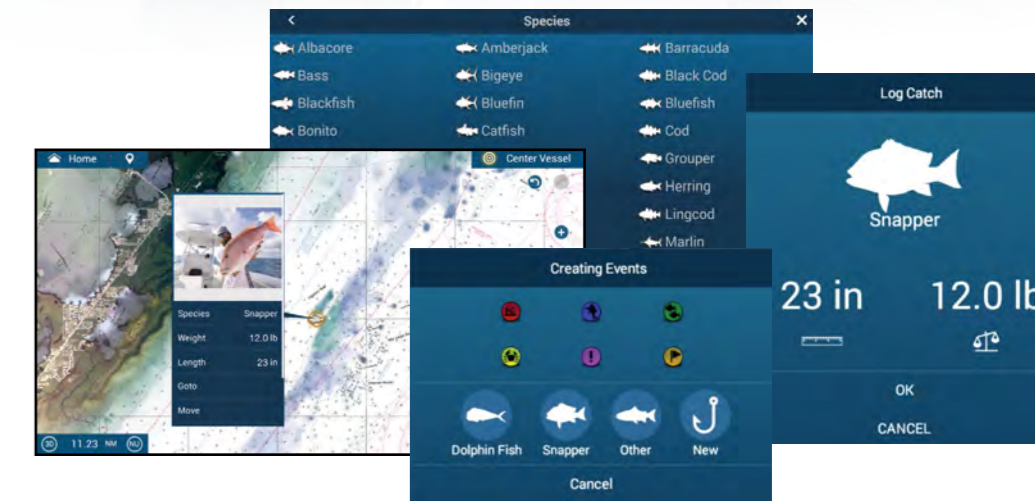 Species
Albacore Amberjack Barracuda
Bass Bigeye Black Cod
Blackfish Bluefin Bluefish
Bonito Catfish Cod
Grouper
Herring
Lingcod
Marlin
Log Catch
Snapper
23 in 12.0 lb
OK
CANCEL
Home Center Vessel
Species Snapper
Weight 12.0 lb
Length 23 in
Goto
Move
3D 11.23 NM NU
Creating Events
Dolphin Fish Snapper Other New
Cancel